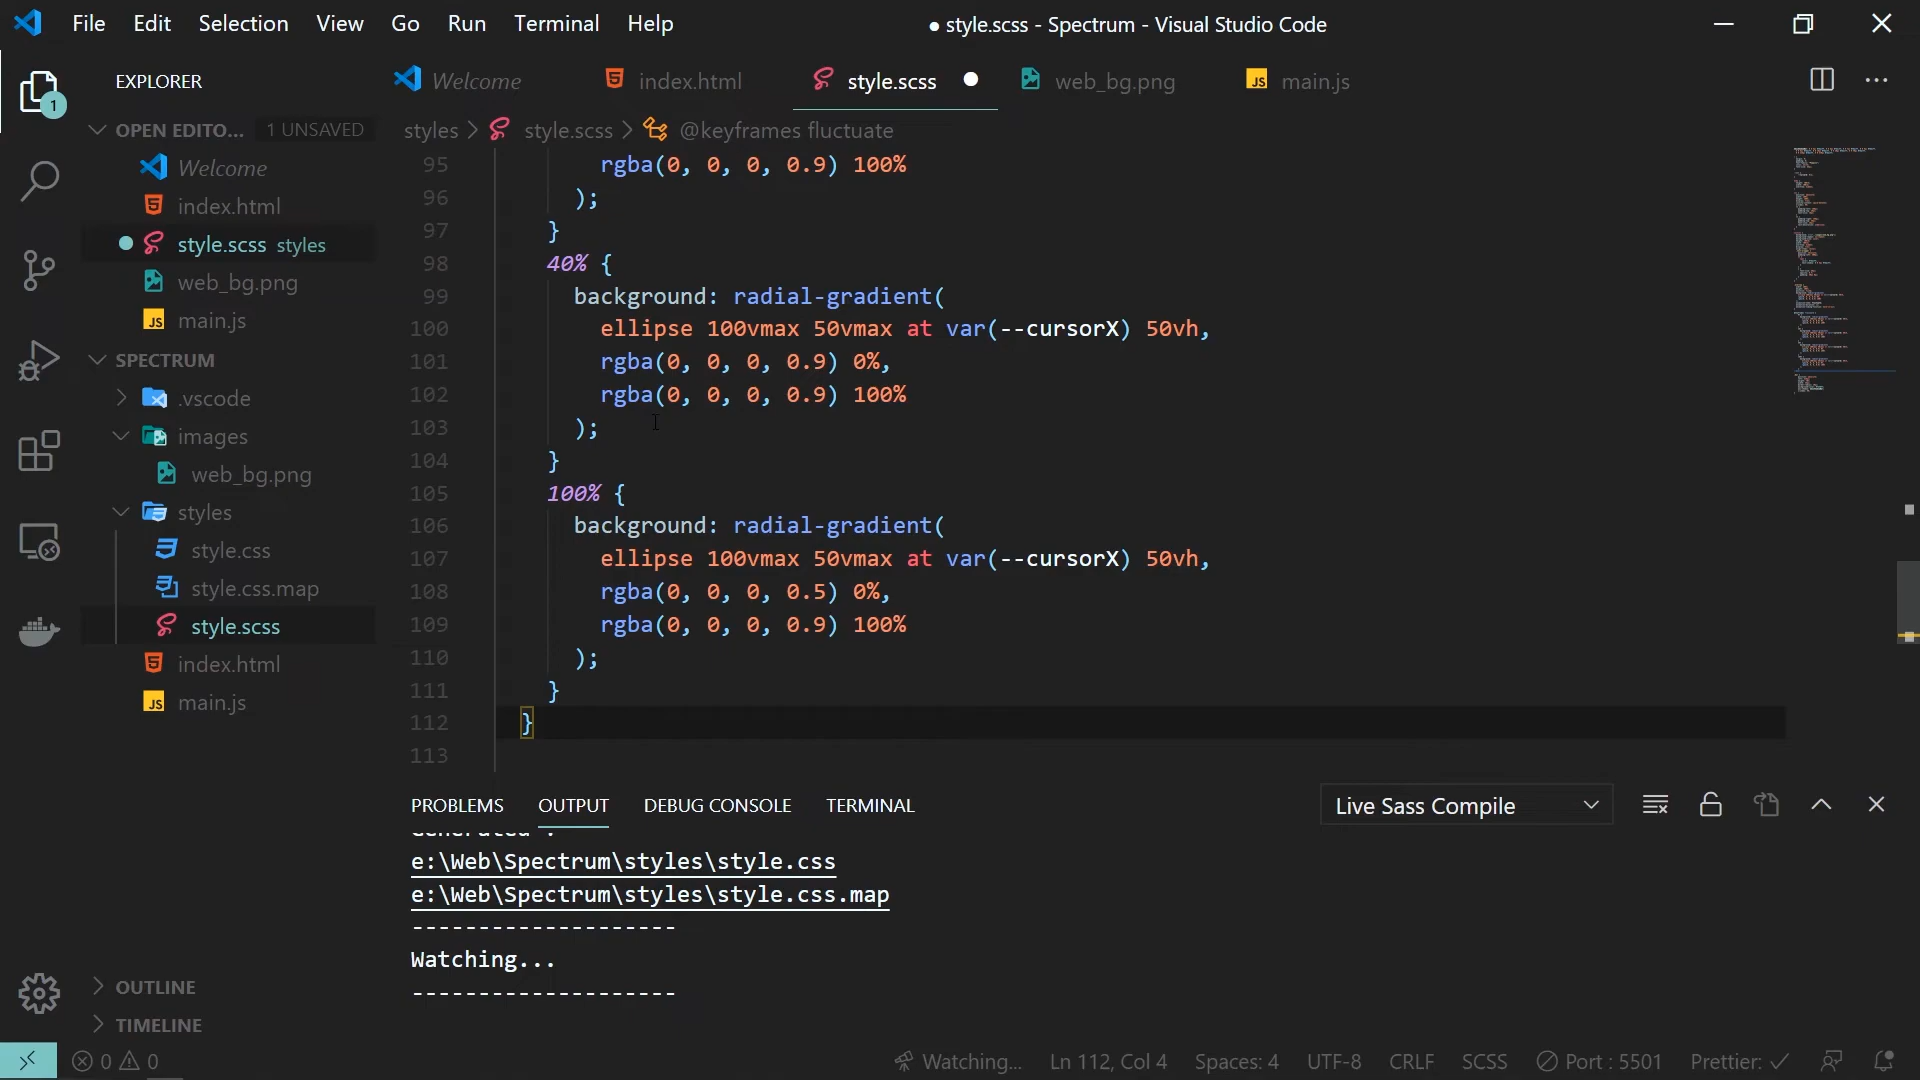 File Edit Selection View Go Run Terminal Help
● style.scss - Spectrum - Visual Studio Code
EXPLORER
1
OPEN EDITO... 1 UNSAVED
Welcome
index.html
style.scss styles
web_bg.png
JS main.js
SPECTRUM
.vscode
images
web_bg.png
styles
style.css
style.css.map
style.scss
index.html
JS main.js
OUTLINE
TIMELINE
Welcome index.html style.scss web_bg.png JS main.js
styles > style.scss > @keyframes fluctuate
95 rgba(0, 0, 0, 0.9) 100%
96 );
97 }
98 40% {
99 background: radial-gradient(
100 ellipse 100vmax 50vmax at var(--cursorX) 50vh,
101 rgba(0, 0, 0, 0.9) 0%,
102 rgba(0, 0, 0, 0.9) 100%
103 );
104 }
105 100% {
106 background: radial-gradient(
107 ellipse 100vmax 50vmax at var(--cursorX) 50vh,
108 rgba(0, 0, 0, 0.5) 0%,
109 rgba(0, 0, 0, 0.9) 100%
110 );
111 }
112 }
113
PROBLEMS OUTPUT DEBUG CONSOLE TERMINAL
Live Sass Compile
e:\Web\Spectrum\styles\style.css
e:\Web\Spectrum\styles\style.css.map
--------------------
Watching...
--------------------
0 0
Watching... Ln 112, Col 4 Spaces: 4 UTF-8 CRLF SCSS Port : 5501 Prettier: ✓